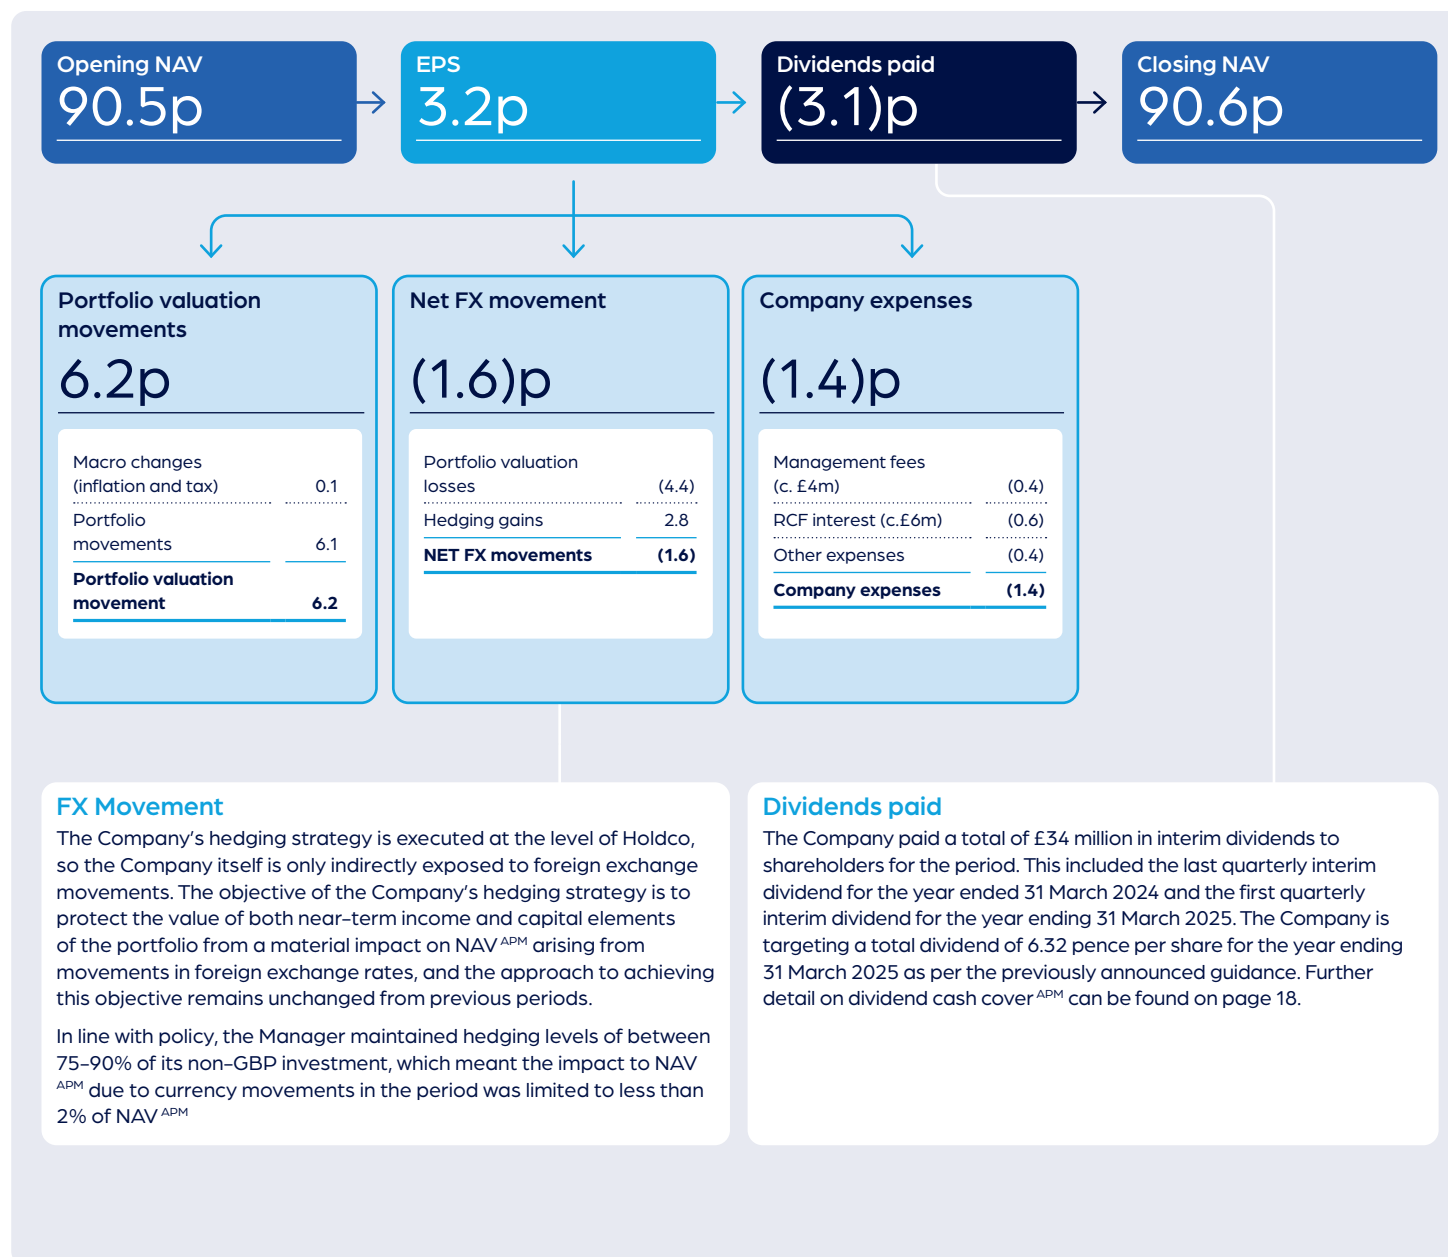 Opening NAV
90.5p
EPS
3.2p
Dividends paid
(3.1)p
Closing NAV
90.6p
Portfolio valuation
movements
6.2p
Macro changes
(inflation and tax) 0.1
Portfolio
movements 6.1
Portfolio valuation
movement 6.2
Net FX movement
(1.6)p
Portfolio valuation
losses (4.4)
Hedging gains 2.8
NET FX movements (1.6)
Company expenses
(1.4)p
Management fees
(c. £4m) (0.4)
RCF interest (c.£6m) (0.6)
Other expenses (0.4)
Company expenses (1.4)
FX Movement
The Company’s hedging strategy is executed at the level of Holdco,
so the Company itself is only indirectly exposed to foreign exchange
movements. The objective of the Company’s hedging strategy is to
protect the value of both near-term income and capital elements
of the portfolio from a material impact on NAV APM arising from
movements in foreign exchange rates, and the approach to achieving
this objective remains unchanged from previous periods.
In line with policy, the Manager maintained hedging levels of between
75-90% of its non-GBP investment, which meant the impact to NAV
APM due to currency movements in the period was limited to less than
2% of NAV APM
Dividends paid
The Company paid a total of £34 million in interim dividends to
shareholders for the period. This included the last quarterly interim
dividend for the year ended 31 March 2024 and the first quarterly
interim dividend for the year ending 31 March 2025. The Company is
targeting a total dividend of 6.32 pence per share for the year ending
31 March 2025 as per the previously announced guidance. Further
detail on dividend cash cover APM can be found on page 18.